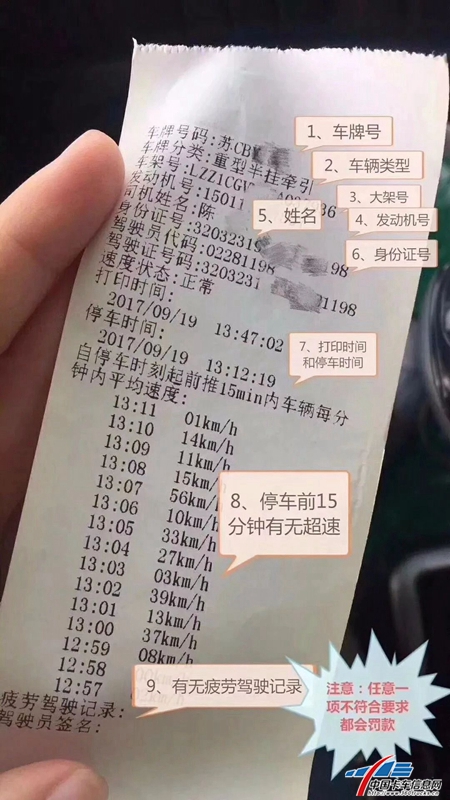 车牌号码:苏CB
1、车牌号
车牌分类:重型半挂牵引
2、车辆类型
车架号:LZZ1CGV
036
3、大架号
发动机号:15011
4、发动机号
司机姓名:陈
5、姓名
身份证号:32032319
198
6、身份证号
驾驶员代码:02281198
驾驶证号码:3203231
1198
速度状态:正常
打印时间:
2017/09/19 13:47:02
停车时间:
2017/09/19 13:12:19
7、打印时间
和停车时间
自停车时刻起前推15min内车辆每分
钟内平均速度:
13:11 01km/h
13:10 14km/h
13:09 11km/h
13:08 15km/h
13:07 56km/h
13:06 10km/h
13:05 33km/h
13:04 27km/h
13:03 03km/h
13:02 39km/h
13:01 13km/h
13:00 37km/h
12:59 08km/h
12:58
12:57
8、停车前15
分钟有无超速
疲劳驾驶记录:
9、有无疲劳驾驶记录
驾驶员签名:
注意：任意一
项不符合要求
都会罚款
中国卡车信息网
www.360trucks.cn